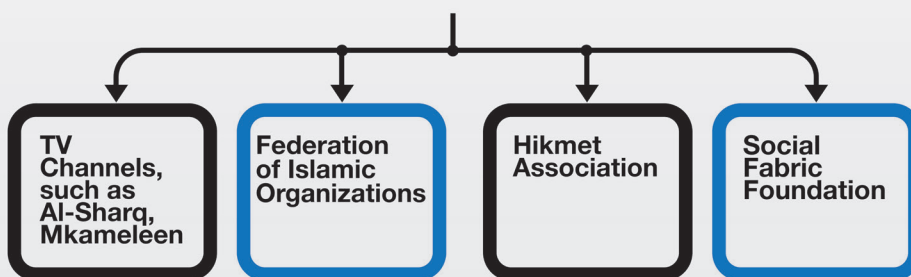 TV
Channels,
such as
Al-Sharq,
Mkameleen
Federation
of Islamic
Organizations
Hikmet
Association
Social
Fabric
Foundation